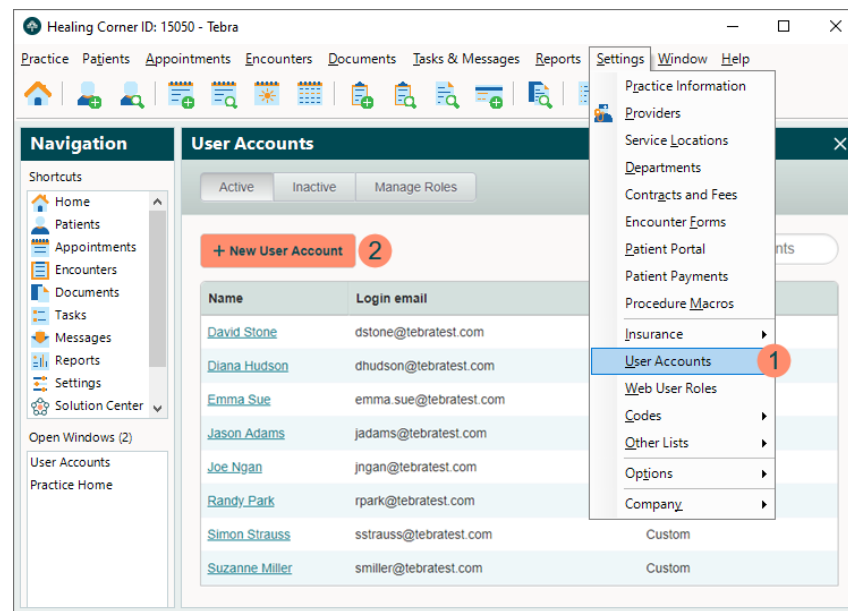 Healing Corner ID: 15050 - Tebra
Practice Patients Appointments Encounters Documents Tasks & Messages Reports Settings Window Help
Practice Information
Providers
Service Locations
Departments
Contracts and Fees
Encounter Forms
Patient Portal
Patient Payments
Procedure Macros
Insurance
User Accounts 1
Web User Roles
Codes
Other Lists
Options
Company
Navigation
Shortcuts
Home
Patients
Appointments
Encounters
Documents
Tasks
Messages
Reports
Settings
Solution Center
Open Windows (2)
User Accounts
Practice Home
User Accounts
Active Inactive Manage Roles
+ New User Account 2
Name Login email
David Stone dstone@tebratest.com
Diana Hudson dhudson@tebratest.com
Emma Sue emma.sue@tebratest.com
Jason Adams jadams@tebratest.com
Joe Ngan jngan@tebratest.com
Randy Park rpark@tebratest.com
Simon Strauss sstrauss@tebratest.com Custom
Suzanne Miller smiller@tebratest.com Custom